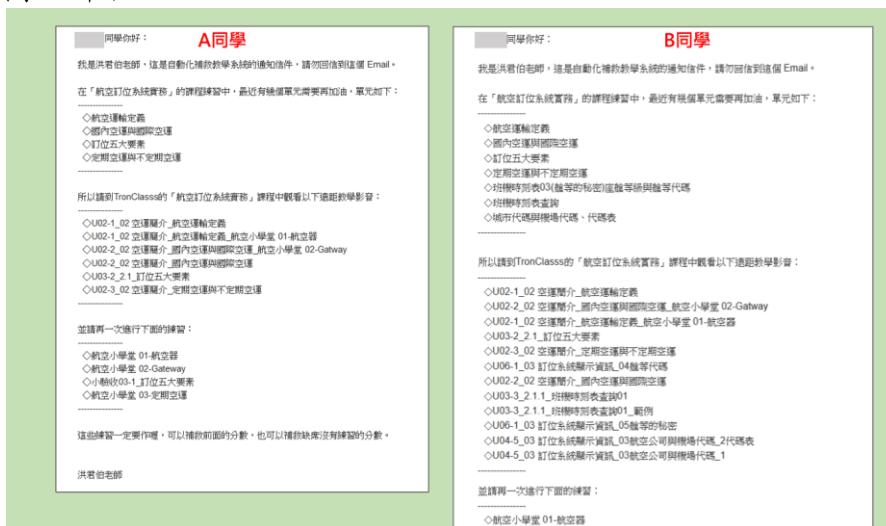 A同學
同學你好：
我是洪君伯老師，這是自動化補救教學系統的通知信件，請勿回信到這個 Email。
在「航空訂位系統實務」的課程練習中，最近有幾個單元需要再加油，單元如下：
---------------
◇航空運輸定義
◇國內空運與國際空運
◇訂位五大要素
◇定期空運與不定期空運
---------------
所以請到TronClasss的「航空訂位系統實務」課程中觀看以下遠距教學影音：
---------------
◇U02-1_02 空運簡介_航空運輸定義
◇U02-1_02 空運簡介_航空運輸定義_航空小學堂 01-航空器
◇U02-2_02 空運簡介_國內空運與國際空運_航空小學堂 02-Gatway
◇U02-2_02 空運簡介_國內空運與國際空運
◇U03-2_2.1_訂位五大要素
◇U02-3_02 空運簡介_定期空運與不定期空運
---------------
並請再一次進行下面的練習：
---------------
◇航空小學堂 01-航空器
◇航空小學堂 02-Gateway
◇小驗收03-1_訂位五大要素
◇航空小學堂 03-定期空運
---------------
這些練習一定要作喔，可以補救前面的分數，也可以補救缺席沒有練習的分數。
洪君伯老師
B同學
同學你好：
我是洪君伯老師，這是自動化補救教學系統的通知信件，請勿回信到這個 Email。
在「航空訂位系統實務」的課程練習中，最近有幾個單元需要再加油，單元如下：
---------------
◇航空運輸定義
◇國內空運與國際空運
◇訂位五大要素
◇定期空運與不定期空運
◇班機時刻表03(艙等的秘密)座艙等級與艙等代碼
◇班機時刻表查詢
◇城市代碼與機場代碼、代碼表
---------------
所以請到TronClasss的「航空訂位系統實務」課程中觀看以下遠距教學影音：
---------------
◇U02-1_02 空運簡介_航空運輸定義
◇U02-2_02 空運簡介_國內空運與國際空運_航空小學堂 02-Gatway
◇U02-1_02 空運簡介_航空運輸定義_航空小學堂 01-航空器
◇U03-2_2.1_訂位五大要素
◇U02-3_02 空運簡介_定期空運與不定期空運
◇U06-1_03 訂位系統顯示資訊_04艙等代碼
◇U02-2_02 空運簡介_國內空運與國際空運
◇U03-3_2.1.1_班機時刻表查詢01
◇U03-3_2.1.1_班機時刻表查詢01_範例
◇U06-1_03 訂位系統顯示資訊_05艙等的秘密
◇U04-5_03 訂位系統顯示資訊_03航空公司與機場代碼_2代碼表
◇U04-5_03 訂位系統顯示資訊_03航空公司與機場代碼_1
---------------
並請再一次進行下面的練習：
---------------
◇航空小學堂 01-航空器